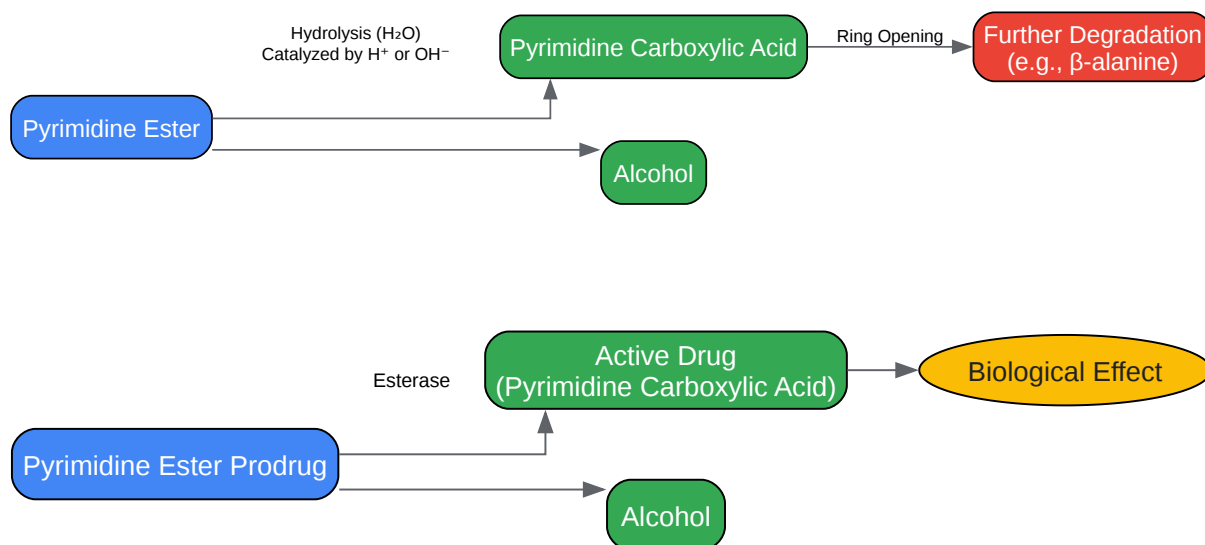 Hydrolysis (H₂O)
Catalyzed by H⁺ or OH⁻
Pyrimidine Carboxylic Acid
Ring Opening
Further Degradation
(e.g., β-alanine)
Pyrimidine Ester
Alcohol
Esterase
Active Drug
(Pyrimidine Carboxylic Acid)
Biological Effect
Pyrimidine Ester Prodrug
Alcohol